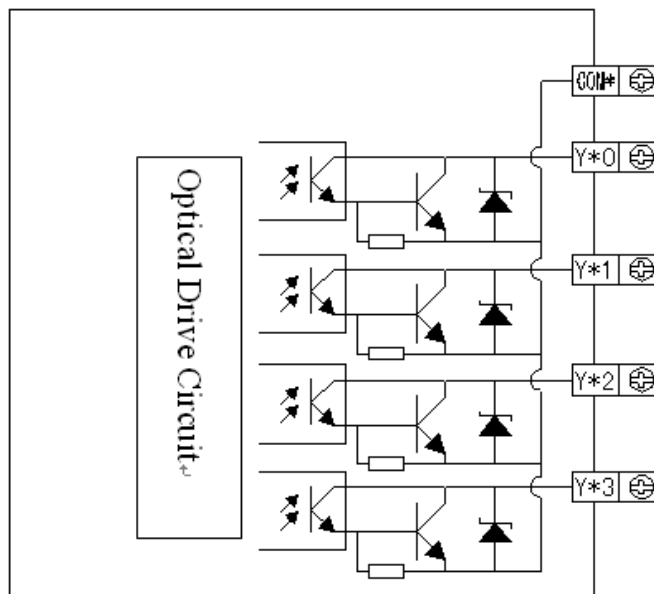 COM*
Y*0
Optical Drive Circuit↵
Y*1
Y*2
Y*3